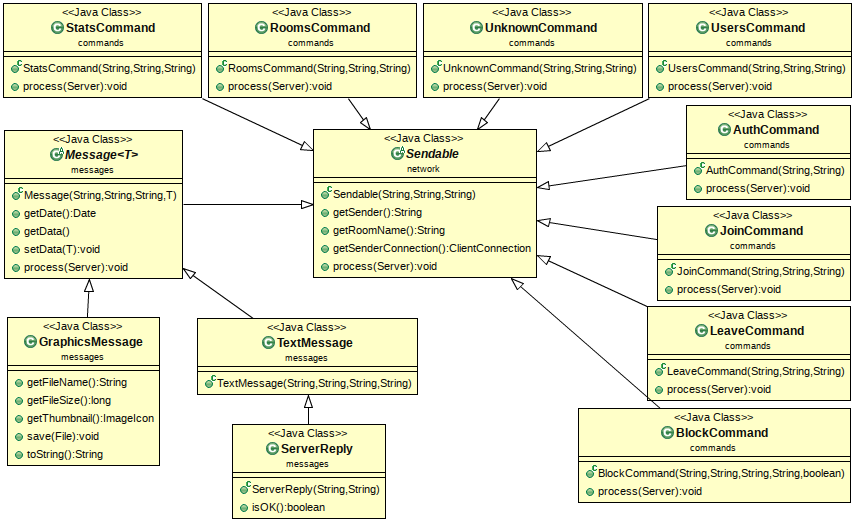 <<Java Class>>
StatsCommand
commands
StatsCommand(String,String,String)
process(Server):void
<<Java Class>>
RoomsCommand
commands
RoomsCommand(String,String,String)
process(Server):void
<<Java Class>>
UnknownCommand
commands
UnknownCommand(String,String,String)
process(Server):void
<<Java Class>>
UsersCommand
commands
UsersCommand(String,String,String)
process(Server):void
<<Java Class>>
Message<T>
messages
Message(String,String,String,T)
getDate():Date
getData()
setData(T):void
process(Server):void
<<Java Class>>
Sendable
network
Sendable(String,String,String)
getSender():String
getRoomName():String
getSenderConnection():ClientConnection
process(Server):void
<<Java Class>>
AuthCommand
commands
AuthCommand(String,String)
process(Server):void
<<Java Class>>
JoinCommand
commands
JoinCommand(String,String,String)
process(Server):void
<<Java Class>>
GraphicsMessage
messages
getFileName():String
getFileSize():long
getThumbnail():ImageIcon
save(File):void
toString():String
<<Java Class>>
TextMessage
messages
TextMessage(String,String,String,String)
<<Java Class>>
LeaveCommand
commands
LeaveCommand(String,String,String)
process(Server):void
<<Java Class>>
ServerReply
messages
ServerReply(String,String)
isOK():boolean
<<Java Class>>
BlockCommand
commands
BlockCommand(String,String,String,String,boolean)
process(Server):void